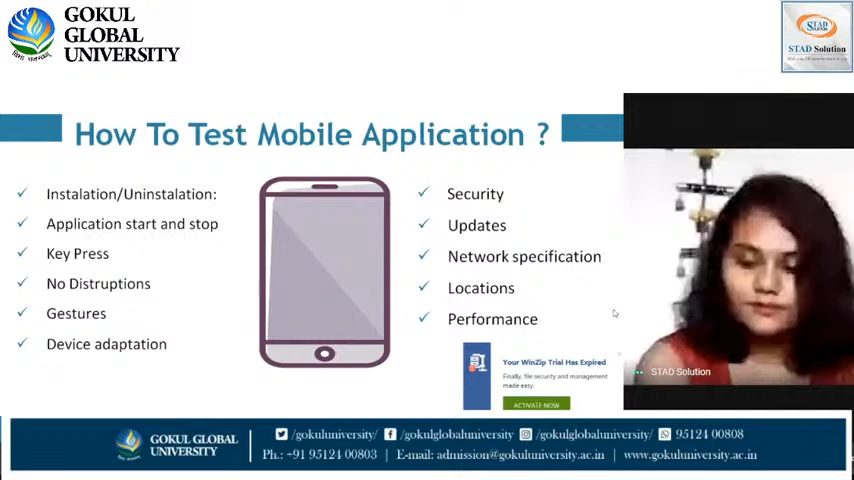 GOKUL
GLOBAL
UNIVERSITY
STAD
SOLUTION
STAD Solution
How To Test Mobile Application ?
Instalation/Uninstalation:
Application start and stop
Key Press
No Distruptions
Gestures
Device adaptation
Security
Updates
Network specification
Locations
Performance
Your WinZip Trial Has Expired
Finally, file security and management
made easy.
ACTIVATE NOW
STAD Solution
GOKUL GLOBAL
UNIVERSITY
/gokuluniversity/ /gokulglobaluniversity /gokulglobaluniversity/ 95124 00808
Ph.: +91 95124 00803 | E-mail: admission@gokuluniversity.ac.in | www.gokuluniversity.ac.in